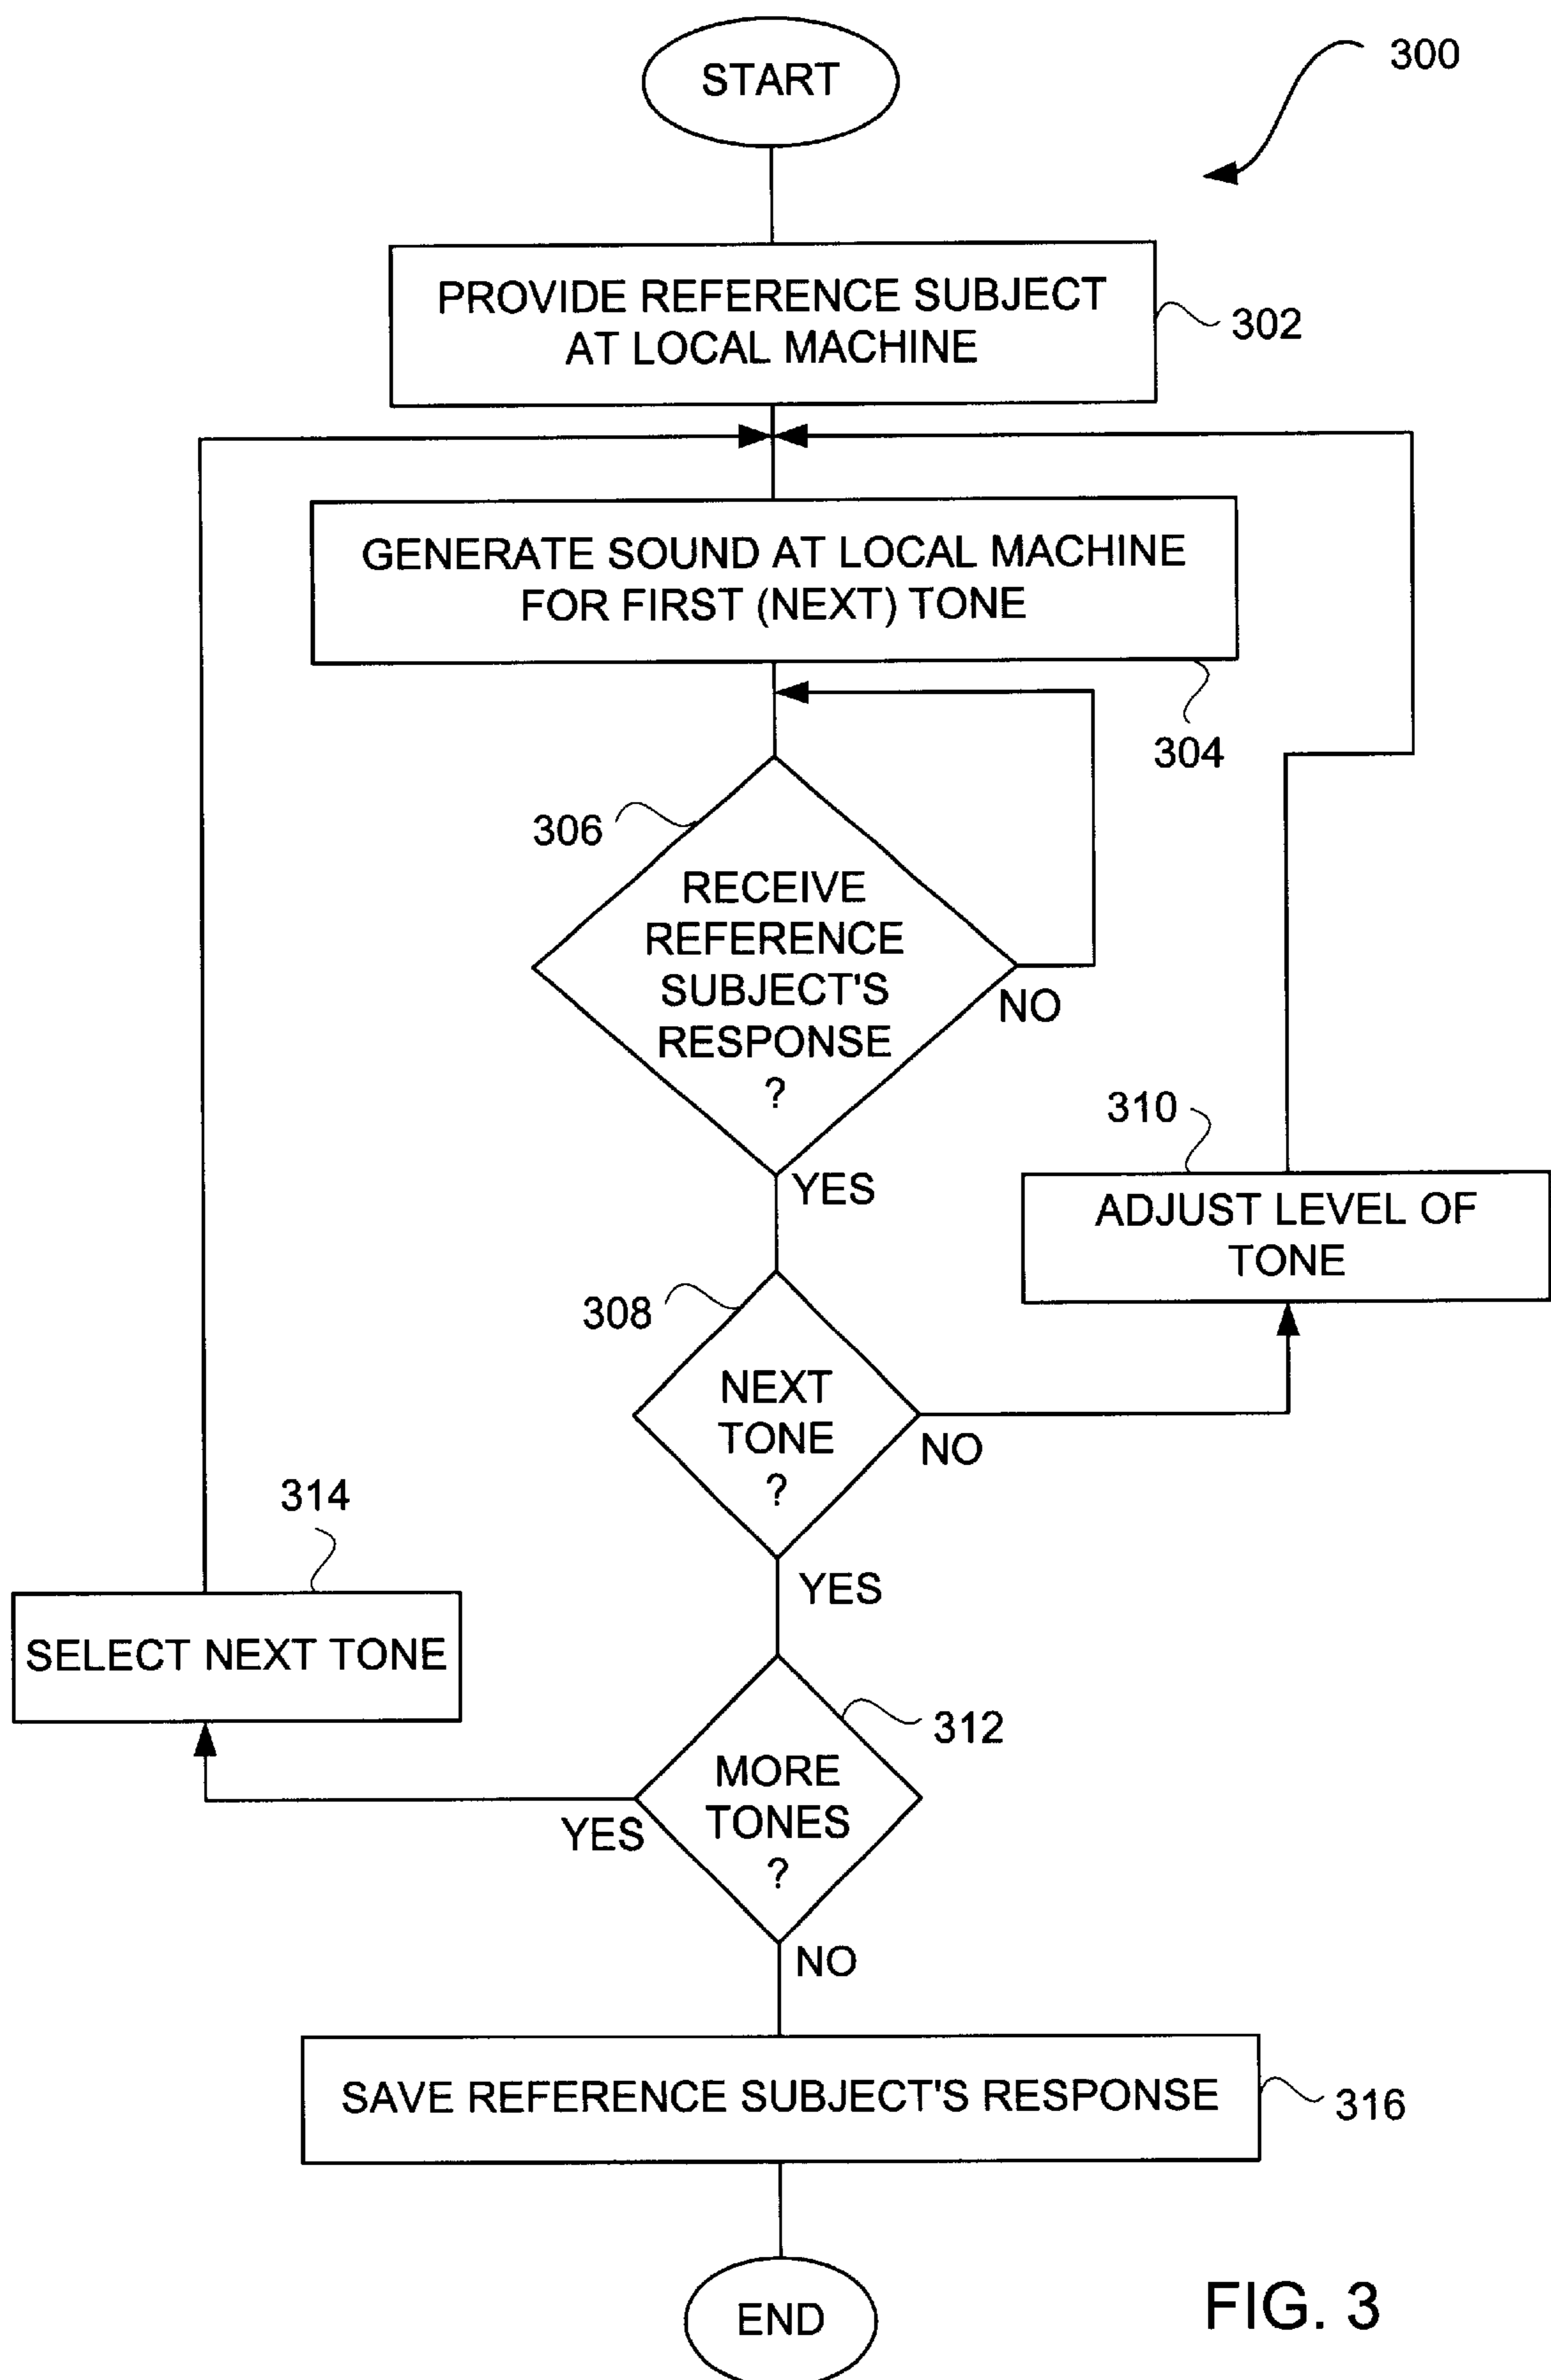 START
300
PROVIDE REFERENCE SUBJECT
AT LOCAL MACHINE
302
GENERATE SOUND AT LOCAL MACHINE
FOR FIRST (NEXT) TONE
304
306
RECEIVE
REFERENCE
SUBJECT'S
RESPONSE
?
NO
YES
310
ADJUST LEVEL OF
TONE
308
NEXT
TONE
?
NO
YES
314
SELECT NEXT TONE
312
MORE
TONES
?
YES
NO
SAVE REFERENCE SUBJECT'S RESPONSE
316
END
FIG. 3